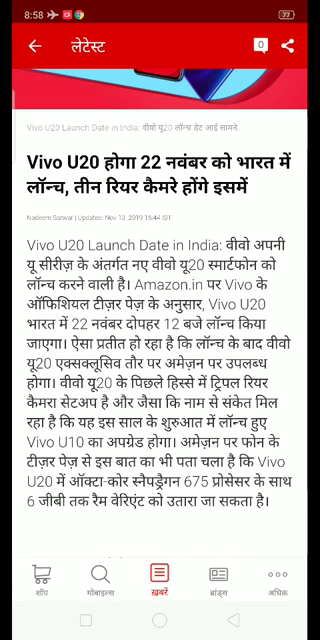 8:58
77
लेटेस्ट
0
Vivo U20 Launch Date in India: वीवो यू20 लॉन्च डेट आई सामने
Vivo U20 होगा 22 नवंबर को भारत में
लॉन्च, तीन रियर कैमरे होंगे इसमें
Nadeem Sarwar | Updated: Nov 13, 2019 15:44 IST
Vivo U20 Launch Date in India: वीवो अपनी
यू सीरीज़ के अंतर्गत नए वीवो यू20 स्मार्टफोन को
लॉन्च करने वाली है। Amazon.in पर Vivo के
ऑफिशियल टीज़र पेज़ के अनुसार, Vivo U20
भारत में 22 नवंबर दोपहर 12 बजे लॉन्च किया
जाएगा। ऐसा प्रतीत हो रहा है कि लॉन्च के बाद वीवो
यू20 एक्सक्लूसिव तौर पर अमेज़न पर उपलब्ध
होगा। वीवो यू20 के पिछले हिस्से में ट्रिपल रियर
कैमरा सेटअप है और जैसा कि नाम से संकेत मिल
रहा है कि यह इस साल के शुरुआत में लॉन्च हुए
Vivo U10 का अपग्रेड होगा। अमेज़न पर फोन के
टीज़र पेज़ से इस बात का भी पता चला है कि Vivo
U20 में ऑक्टा-कोर स्नैपड्रैगन 675 प्रोसेसर के साथ
6 जीबी तक रैम वेरिएंट को उतारा जा सकता है।
शॉप
मोबाइल्स
ख़बरें
ब्रांड्स
अधिक